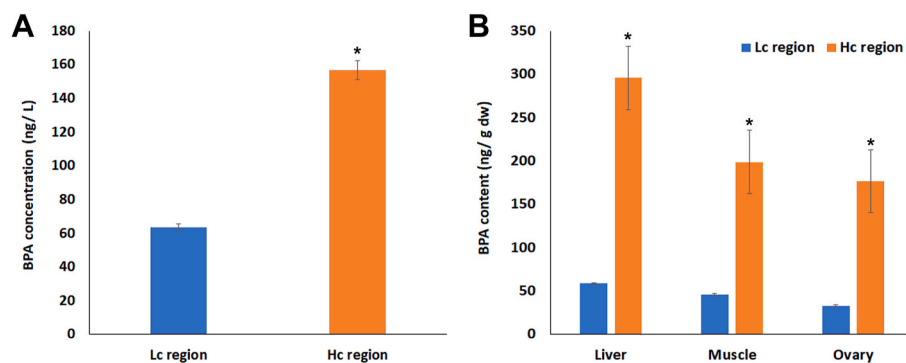 A
BPA concentration (ng/ L)
180
160
140
120
100
80
60
40
20
0
*
Lc region
Hc region
B
BPA content (ng/ g dw)
350
300
250
200
150
100
50
0
Lc region
Hc region
*
*
*
Liver
Muscle
Ovary